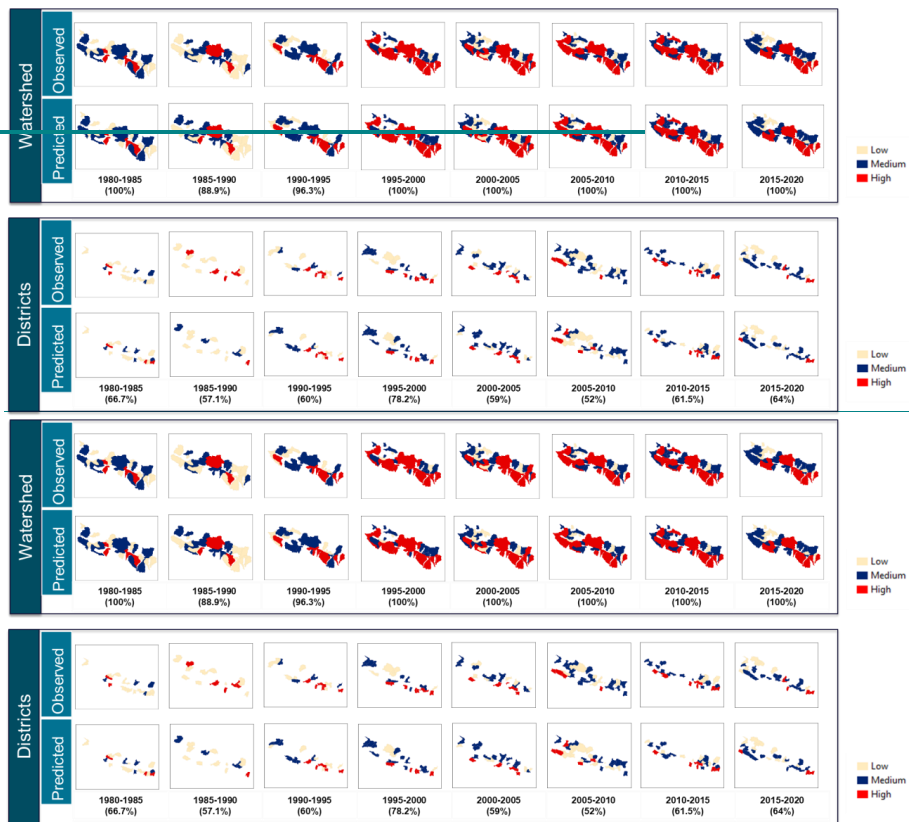 Watershed
Observed
Predicted
1980-1985 1985-1990 1990-1995 1995-2000 2000-2005 2005-2010 2010-2015 2015-2020
(100%) (88.9%) (96.3%) (100%) (100%) (100%) (100%) (100%)
Low
Medium
High
Districts
Observed
Predicted
1980-1985 1985-1990 1990-1995 1995-2000 2000-2005 2005-2010 2010-2015 2015-2020
(66.7%) (57.1%) (60%) (78.2%) (59%) (52%) (61.5%) (64%)
Low
Medium
High
Watershed
Observed
Predicted
1980-1985 1985-1990 1990-1995 1995-2000 2000-2005 2005-2010 2010-2015 2015-2020
(100%) (88.9%) (96.3%) (100%) (100%) (100%) (100%) (100%)
Low
Medium
High
Districts
Observed
Predicted
1980-1985 1985-1990 1990-1995 1995-2000 2000-2005 2005-2010 2010-2015 2015-2020
(66.7%) (57.1%) (60%) (78.2%) (59%) (52%) (61.5%) (64%)
Low
Medium
High